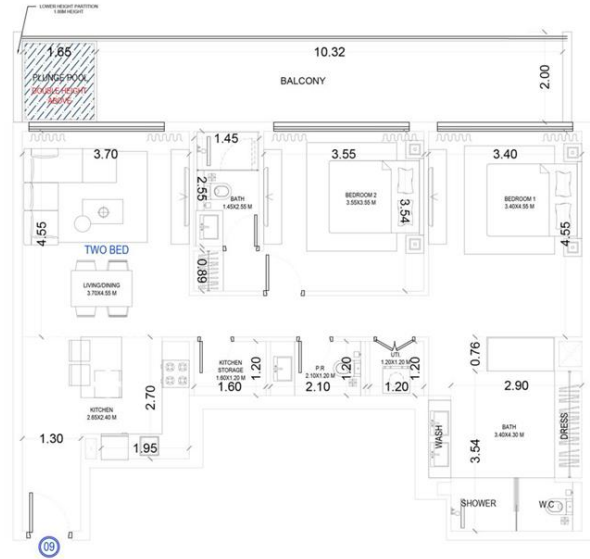 LOWER HEIGHT PARTITION
1.80M HEIGHT
1.65
10.32
PLUNGE POOL
DOUBLE HEIGHT
ABOVE
BALCONY
2.00
3.70
1.45
3.55
3.40
2.55
BATH
1.45X2.55 M
BEDROOM 2
3.55X3.55 M
3.54
BEDROOM 1
3.40X4.55 M
4.55
4.55
TWO BED
0.89
LIVING/DINING
3.70X4.55 M
KITCHEN
STORAGE
1.60X1.20 M
1.20
1.60
P.R
2.10X1.20 M
1.20
2.10
UTI.
1.20X1.20 M
1.20
1.20
0.76
2.90
2.70
KITCHEN
2.65X2.40 M
1.30
1.95
WASH
BATH
3.40X4.30 M
3.54
DRESS
SHOWER
W.C
09